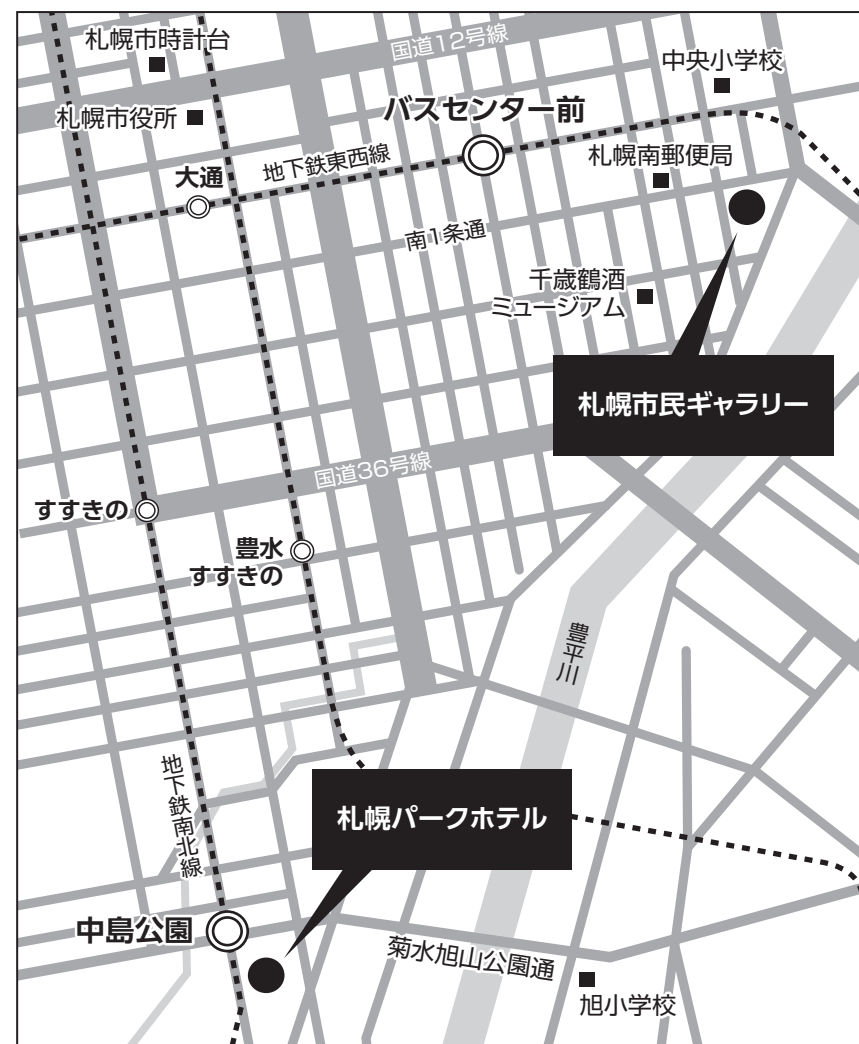 札幌市時計台
国道12号線
中央小学校
札幌市役所
バスセンター前
地下鉄東西線
札幌南郵便局
大通
南1条通
千歳鶴酒
ミュージアム
札幌市民ギャラリー
国道36号線
すすきの
豊水
すすきの
豊平川
地下鉄南北線
札幌パークホテル
中島公園
菊水旭山公園通
旭小学校